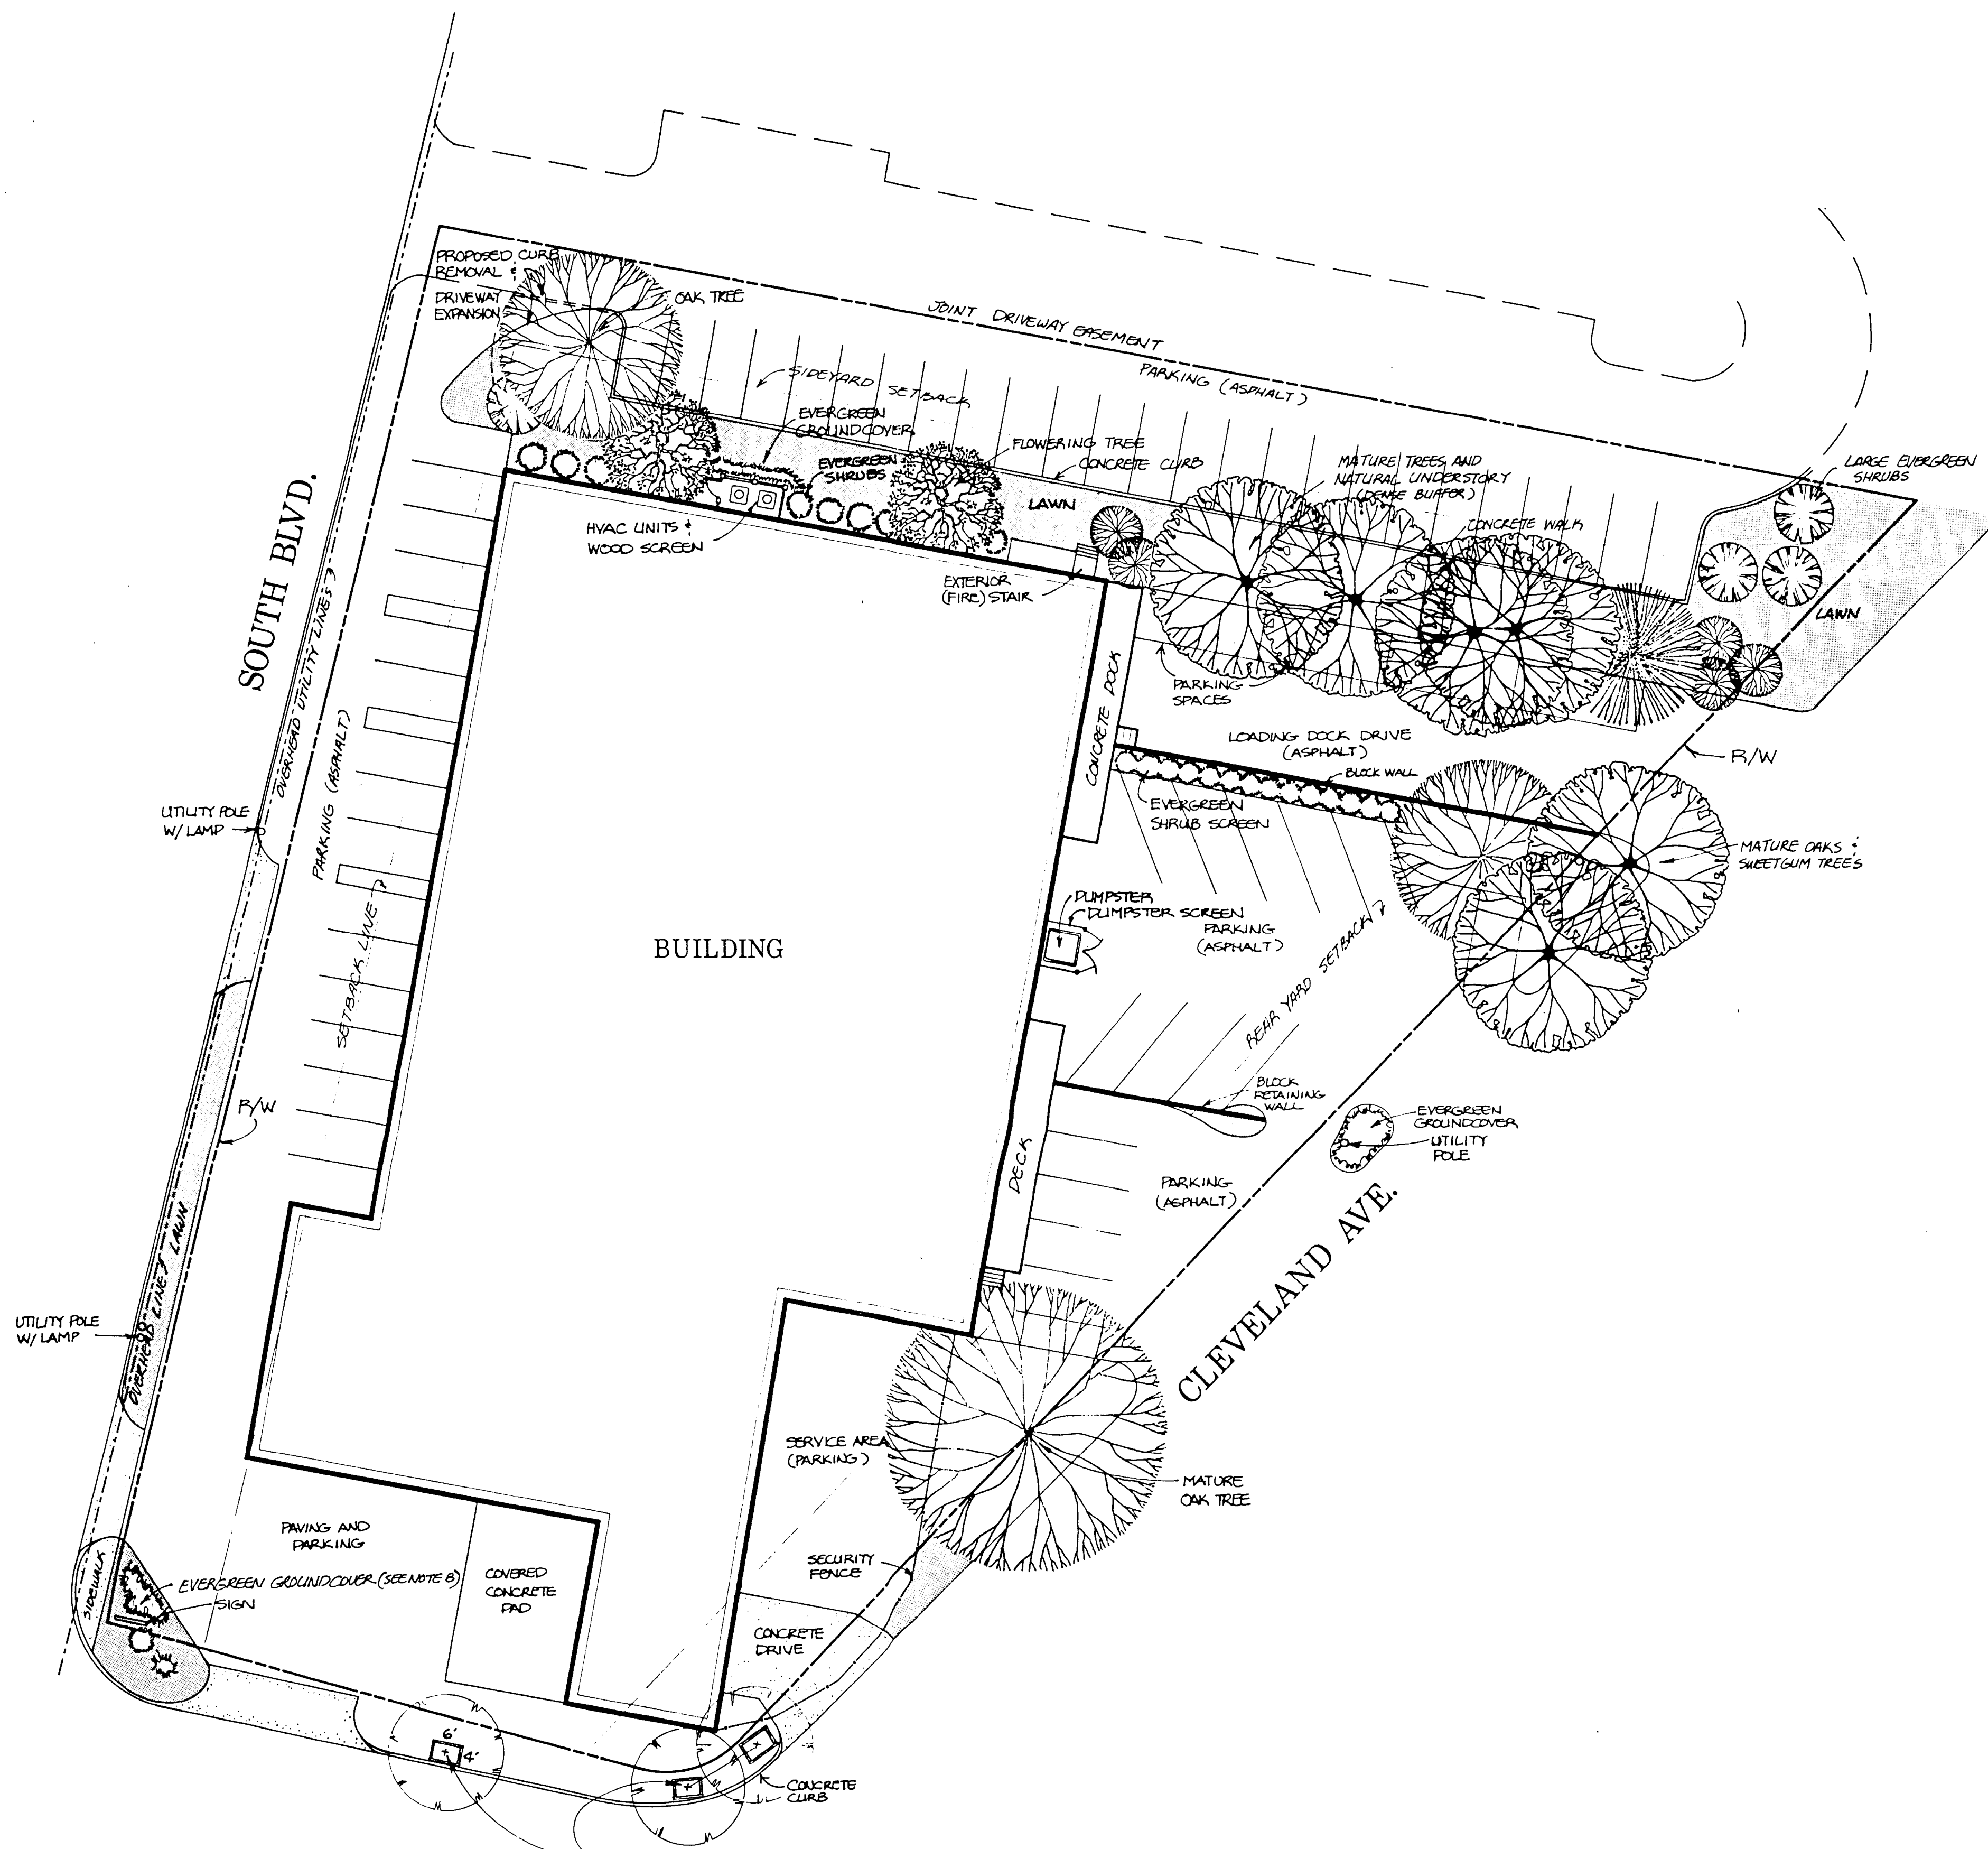 PROPOSED CURB
REMOVAL &
DRIVEWAY
EXPANSION
OAK TREE
JOINT DRIVEWAY EASEMENT
PARKING (ASPHALT)
SIDEYARD SETBACK
EVERGREEN
GROUNDCOVER
FLOWERING TREE
CONCRETE CURB
EVERGREEN
SHRUBS
MATURE TREES AND
NATURAL UNDERSTORY
(DENSE BUFFER)
LARGE EVERGREEN
SHRUBS
LAWN
CONCRETE WALK
HVAC UNITS &
WOOD SCREEN
EXTERIOR
(FIRE) STAIR
LAWN
SOUTH BLVD.
OVERHEAD UTILITY LINES
PARKING (ASPHALT)
CONCRETE DOCK
PARKING
SPACES
LOADING DOCK DRIVE
(ASPHALT)
BLOCK WALL
R/W
EVERGREEN
SHRUB SCREEN
UTILITY POLE
W/ LAMP
MATURE OAKS &
SWEETGUM TREES
SETBACK LINE
DUMPSTER
DUMPSTER SCREEN
PARKING
(ASPHALT)
BUILDING
REAR YARD SETBACK
BLOCK
RETAINING
WALL
R/W
EVERGREEN
GROUNDCOVER
UTILITY
POLE
DECK
PARKING
(ASPHALT)
LAWN
OVERHEAD LINE
UTILITY POLE
W/ LAMP
CLEVELAND AVE.
SERVICE AREA
(PARKING)
MATURE
OAK TREE
PAVING AND
PARKING
SECURITY
FENCE
SIDEWALK
EVERGREEN GROUNDCOVER (SEE NOTE B)
SIGN
COVERED
CONCRETE
PAD
CONCRETE
DRIVE
6'
4'
CONCRETE
CURB